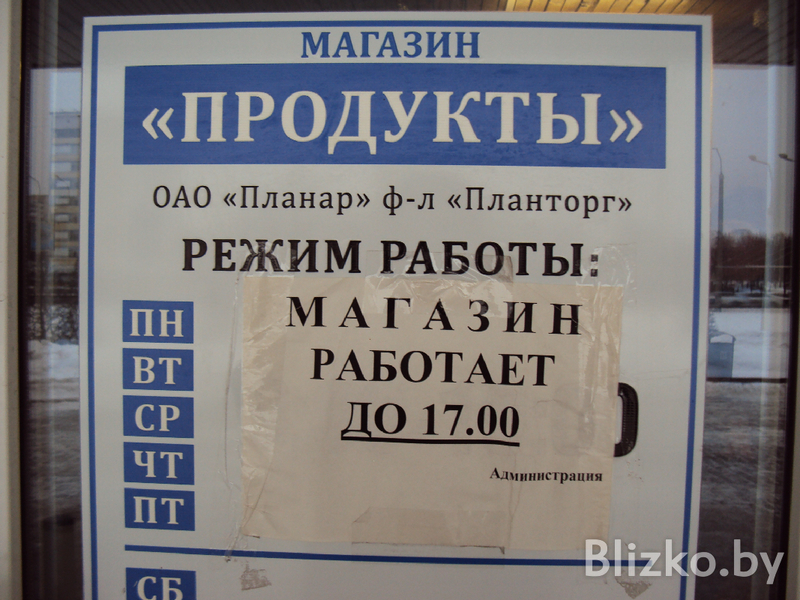 МАГАЗИН
«ПРОДУКТЫ»
ОАО «Планар» ф-л «Планторг»
РЕЖИМ РАБОТЫ:
ПН
ВТ
СР
ЧТ
ПТ
МАГАЗИН
РАБОТАЕТ
ДО 17.00
Администрация
СБ
Blizko.by